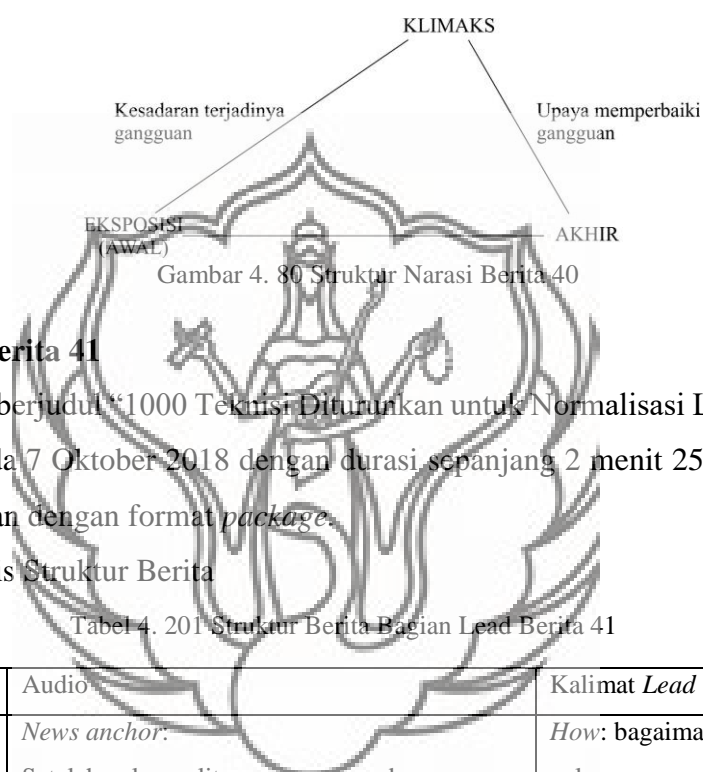 KLIMAKS
Kesadaran terjadinya
gangguan
Upaya memperbaiki
gangguan
EKSPOSISI
(AWAL)
AKHIR
Gambar 4. 80 Struktur Narasi Berita 40
erita 41
berjudul “1000 Teknisi Diturunkan untuk Normalisasi L
a 7 Oktober 2018 dengan durasi sepanjang 2 menit 25
an dengan format package.
is Struktur Berita
Tabel 4. 201 Struktur Berita Bagian Lead Berita 41
Audio
Kalimat Lead
News anchor:
How: bagaima